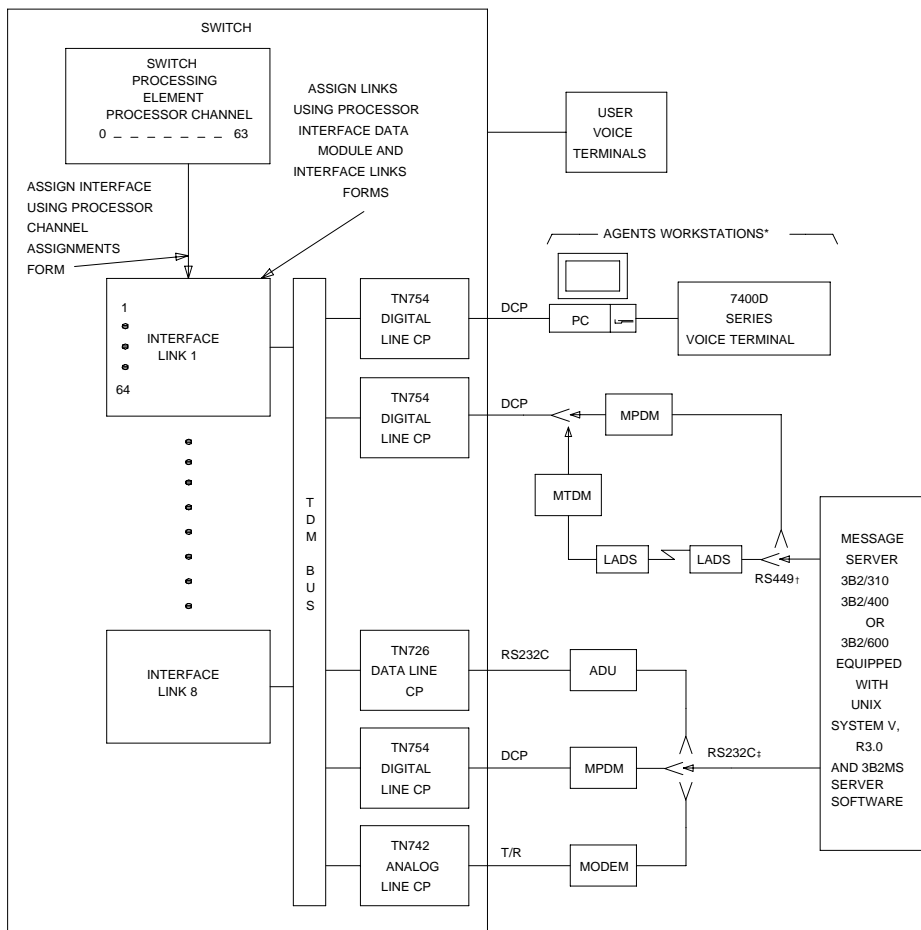 SWITCH
SWITCH
PROCESSING
ELEMENT
PROCESSOR CHANNEL
0 _ _ _ _ _ _ _ 63
ASSIGN LINKS
USING PROCESSOR
INTERFACE DATA
MODULE AND
INTERFACE LINKS
FORMS
USER
VOICE
TERMINALS
ASSIGN INTERFACE
USING PROCESSOR
CHANNEL
ASSIGNMENTS
FORM
AGENTS WORKSTATIONS*
1
64
INTERFACE
LINK 1
TN754
DIGITAL
LINE CP
DCP
PC
7400D
SERIES
VOICE TERMINAL
TN754
DIGITAL
LINE CP
DCP
MPDM
MTDM
LADS
LADS
RS449†
TDM BUS
MESSAGE
SERVER
3B2/310
3B2/400
OR
3B2/600
EQUIPPED
WITH
UNIX
SYSTEM V,
R3.0
AND 3B2MS
SERVER
SOFTWARE
INTERFACE
LINK 8
TN726
DATA LINE
CP
RS232C
ADU
TN754
DIGITAL
LINE CP
DCP
MPDM
RS232C‡
TN742
ANALOG
LINE CP
T/R
MODEM